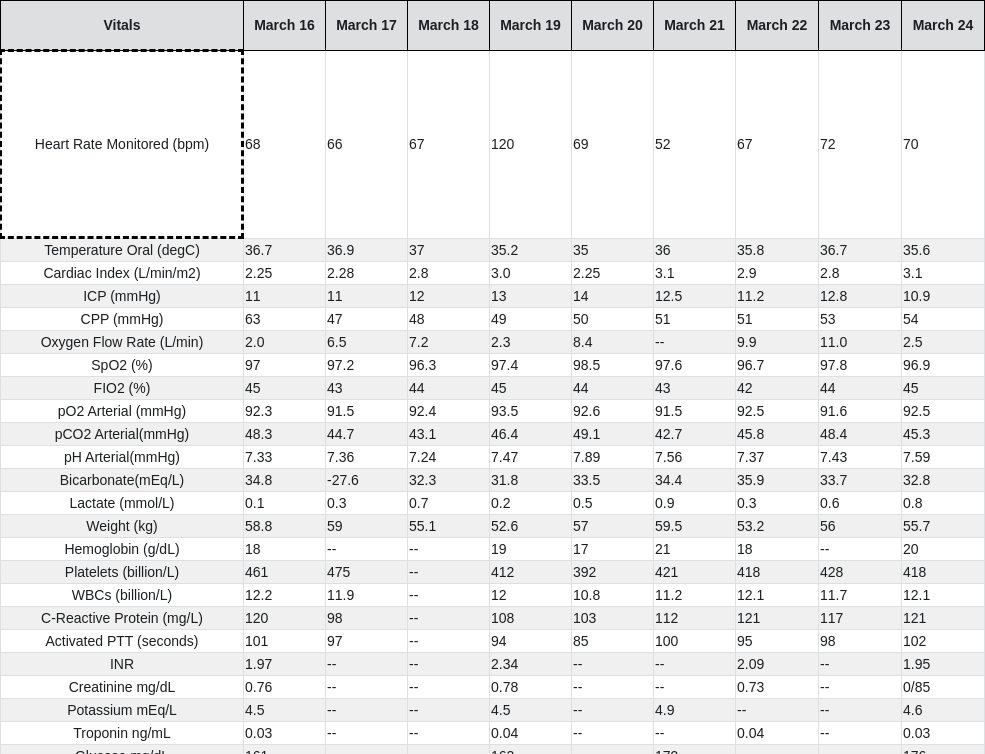 Vitals March 16 March 17 March 18 March 19 March 20 March 21 March 22 March 23 March 24
Heart Rate Monitored (bpm) 68 66 67 120 69 52 67 72 70
Temperature Oral (degC) 36.7 36.9 37 35.2 35 36 35.8 36.7 35.6
Cardiac Index (L/min/m2) 2.25 2.28 2.8 3.0 2.25 3.1 2.9 2.8 3.1
ICP (mmHg) 11 11 12 13 14 12.5 11.2 12.8 10.9
CPP (mmHg) 63 47 48 49 50 51 51 53 54
Oxygen Flow Rate (L/min) 2.0 6.5 7.2 2.3 8.4 -- 9.9 11.0 2.5
SpO2 (%) 97 97.2 96.3 97.4 98.5 97.6 96.7 97.8 96.9
FIO2 (%) 45 43 44 45 44 43 42 44 45
pO2 Arterial (mmHg) 92.3 91.5 92.4 93.5 92.6 91.5 92.5 91.6 92.5
pCO2 Arterial(mmHg) 48.3 44.7 43.1 46.4 49.1 42.7 45.8 48.4 45.3
pH Arterial(mmHg) 7.33 7.36 7.24 7.47 7.89 7.56 7.37 7.43 7.59
Bicarbonate(mEq/L) 34.8 -27.6 32.3 31.8 33.5 34.4 35.9 33.7 32.8
Lactate (mmol/L) 0.1 0.3 0.7 0.2 0.5 0.9 0.3 0.6 0.8
Weight (kg) 58.8 59 55.1 52.6 57 59.5 53.2 56 55.7
Hemoglobin (g/dL) 18 -- -- 19 17 21 18 -- 20
Platelets (billion/L) 461 475 -- 412 392 421 418 428 418
WBCs (billion/L) 12.2 11.9 -- 12 10.8 11.2 12.1 11.7 12.1
C-Reactive Protein (mg/L) 120 98 -- 108 103 112 121 117 121
Activated PTT (seconds) 101 97 -- 94 85 100 95 98 102
INR 1.97 -- -- 2.34 -- -- 2.09 -- 1.95
Creatinine mg/dL 0.76 -- -- 0.78 -- -- 0.73 -- 0/85
Potassium mEq/L 4.5 -- -- 4.5 -- 4.9 -- -- 4.6
Troponin ng/mL 0.03 -- -- 0.04 -- -- 0.04 -- 0.03